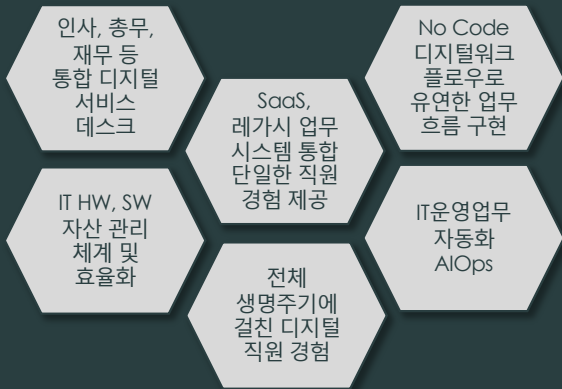 인사, 총무,
재무 등
통합 디지털
서비스
데스크
SaaS,
레가시 업무
시스템 통합
단일한 직원
경험 제공
No Code
디지털워크
플로우로
유연한 업무
흐름 구현
IT HW, SW
자산 관리
체계 및
효율화
전체
생명주기에
걸친 디지털
직원 경험
IT운영업무
자동화
AIOps